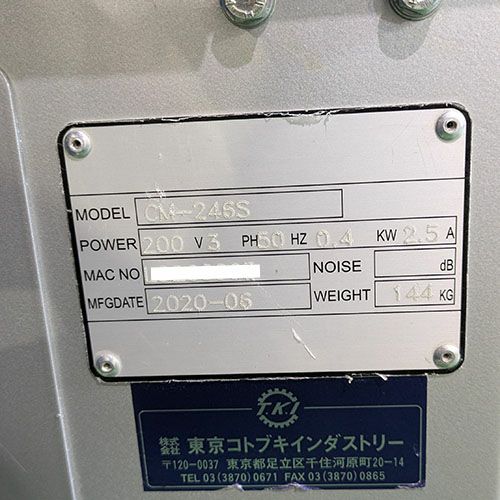 MODEL CM-246S
POWER 200 V 3 PH 50 HZ 0.4 KW 2.5 A
MAC NO NOISE dB
MFGDATE 2020-06 WEIGHT 144 KG
TKI
株式会社 東京コトブキインダストリー
〒120-0037 東京都足立区千住河原町20-14
TEL 03(3870)0671 FAX 03(3870)0865